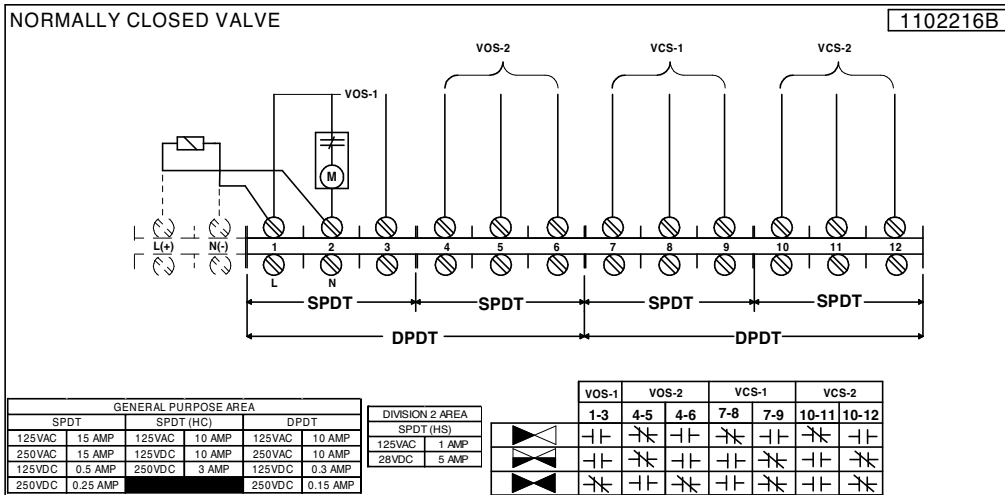 NORMALLY CLOSED VALVE
1102216B
VOS-2 VCS-1 VCS-2
VOS-1
M
L(+) N(-) 1 2 3 4 5 6 7 8 9 10 11 12
L N
SPDT SPDT SPDT SPDT
DPDT DPDT
GENERAL PURPOSE AREA
SPDT SPDT (HC) DPDT
125VAC 15 AMP 125VAC 10 AMP 125VAC 10 AMP
250VAC 15 AMP 125VDC 10 AMP 250VAC 10 AMP
125VDC 0.5 AMP 250VDC 3 AMP 125VDC 0.3 AMP
250VDC 0.25 AMP 250VDC 0.15 AMP
DIVISION 2 AREA
SPDT (HS)
125VAC 1 AMP
28VDC 5 AMP
VOS-1 VOS-2 VCS-1 VCS-2
1-3 4-5 4-6 7-8 7-9 10-11 10-12